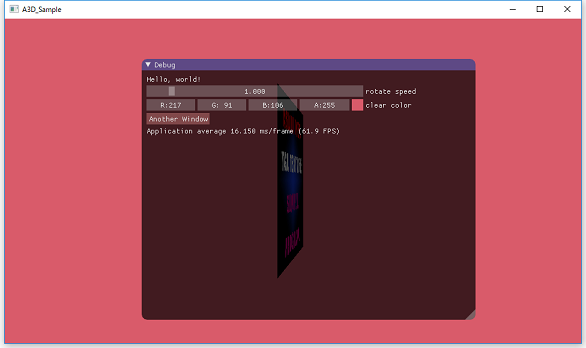 A3D_Sample
Debug
Hello, world!
1.000 rotate speed
R:217 G: 91 B:106 A:255 clear color
Another Window
Application average 16.150 ms/frame (61.9 FPS)